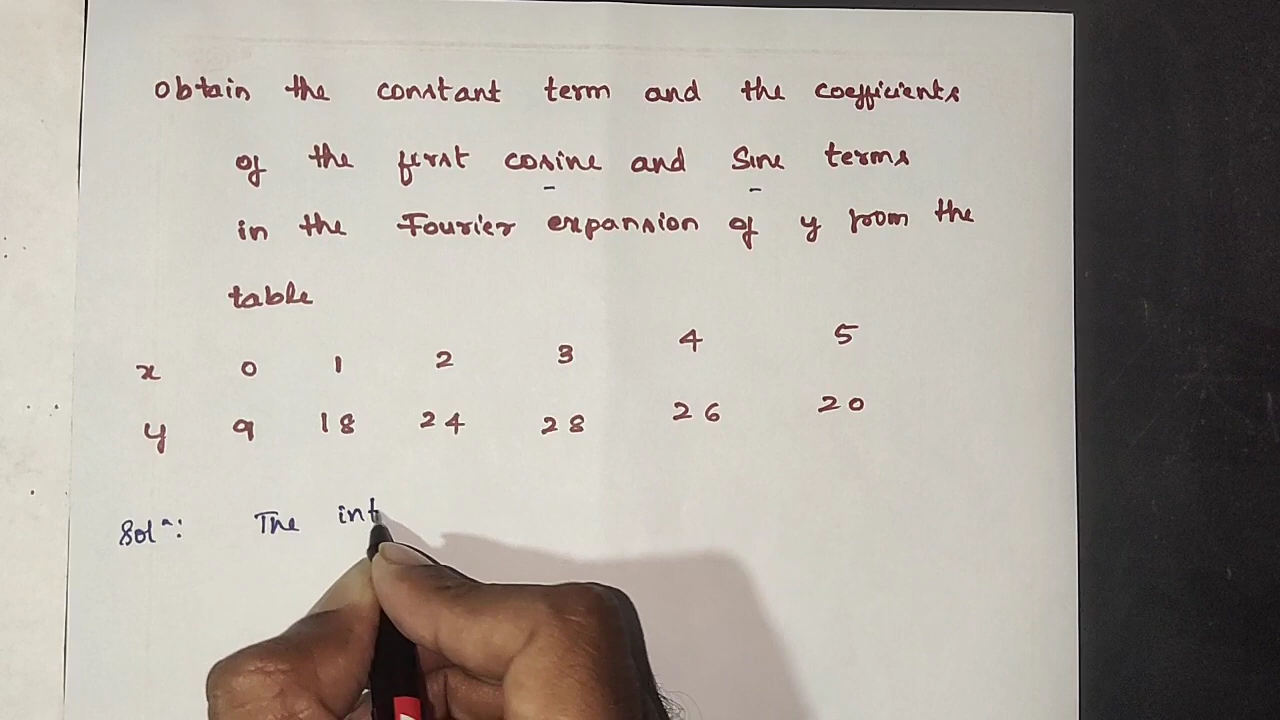 obtain the constant term and the coefficients
of the first cosine and sine terms
in the Fourier expansion of y from the
table
x 0 1 2 3 4 5
y 9 18 24 28 26 20
Solⁿ: The int